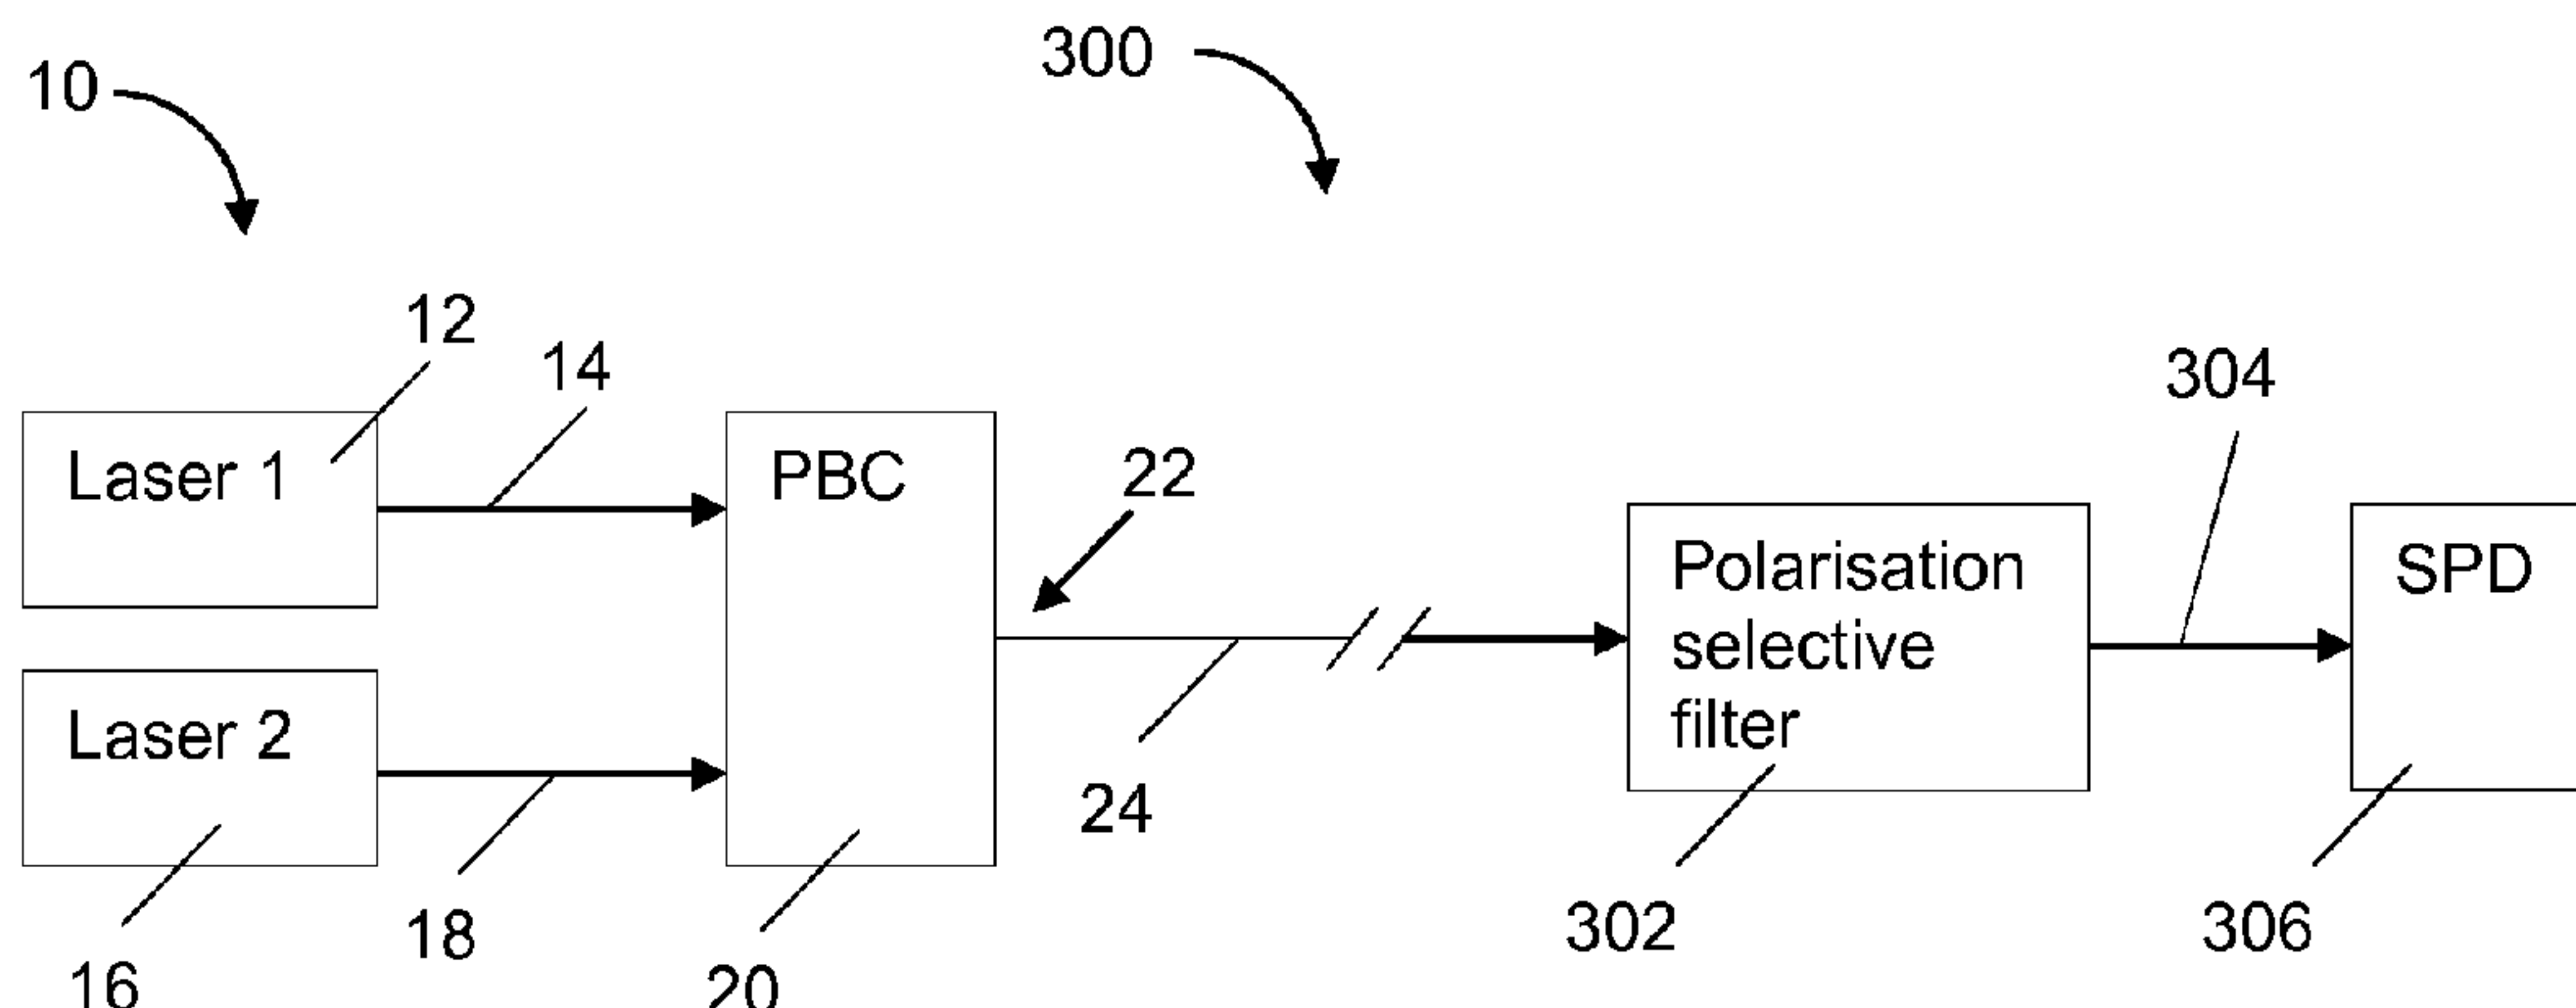 300
10
12
14
304
Laser 1
PBC
22
Polarisation
selective
filter
SPD
Laser 2
24
18
302
306
16
20